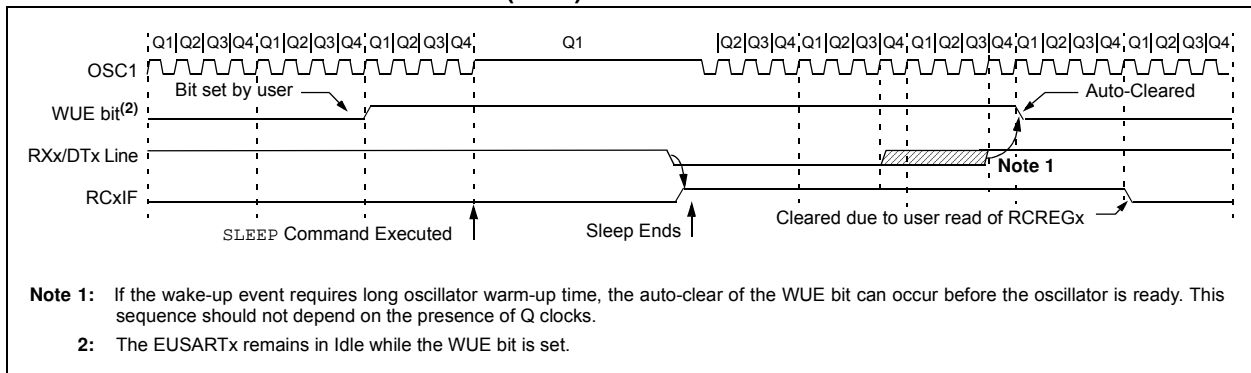 Q1 Q2 Q3 Q4 Q1 Q2 Q3 Q4 Q1 Q2 Q3 Q4 Q1 Q2 Q3 Q4 Q1 Q2 Q3 Q4 Q1 Q2 Q3 Q4 Q1 Q2 Q3 Q4 Q1 Q2 Q3 Q4
OSC1
Bit set by user
Auto-Cleared
WUE bit(2)
RXx/DTx Line
Note 1
RCxIF
Cleared due to user read of RCREGx
SLEEP Command Executed
Sleep Ends
Note 1: If the wake-up event requires long oscillator warm-up time, the auto-clear of the WUE bit can occur before the oscillator is ready. This
sequence should not depend on the presence of Q clocks.
2: The EUSARTx remains in Idle while the WUE bit is set.